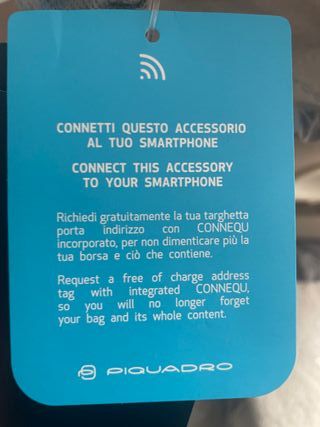 CONNETTI QUESTO ACCESSORIO
AL TUO SMARTPHONE
CONNECT THIS ACCESSORY
TO YOUR SMARTPHONE
Richiedi gratuitamente la tua targhetta
porta indirizzo con CONNEQU
incorporato, per non dimenticare più la
tua borsa e ciò che contiene.
Request a free of charge address
tag with integrated CONNEQU,
so you will no longer forget
your bag and its whole content.
PIQUADRO